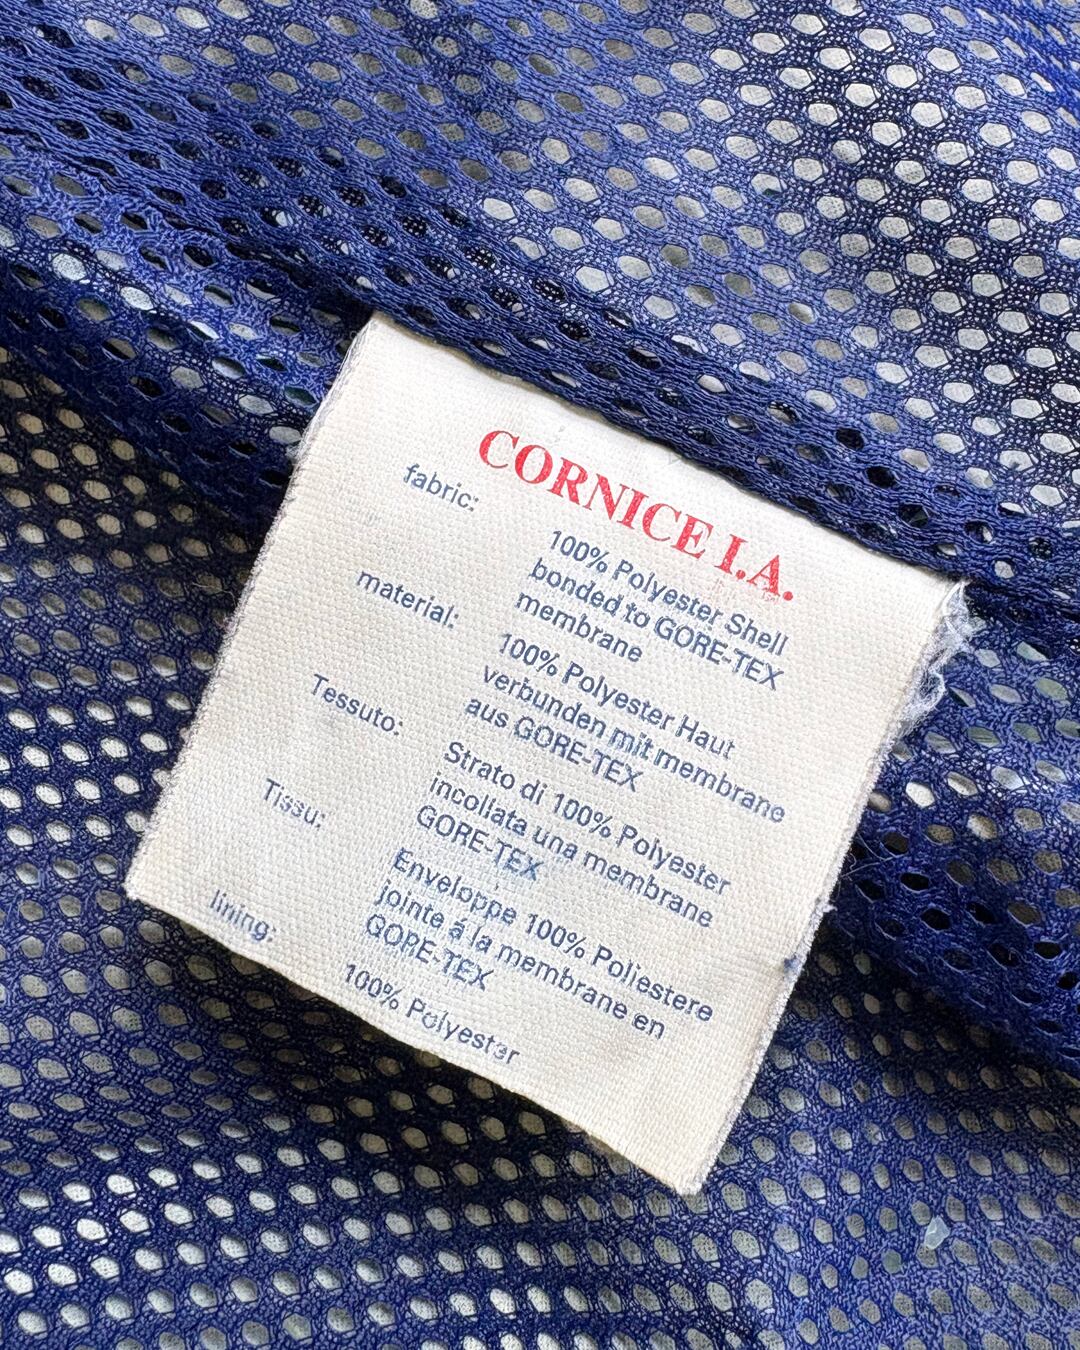 CORNICE I.A.
fabric: 100% Polyester Shell
bonded to GORE-TEX
membrane
material: 100% Polyester Haut
verbunden mit membrane
aus GORE-TEX
Tessuto: Strato di 100% Polyester
incollata una membrane
GORE-TEX
Tissu: Enveloppe 100% Poliestere
jointe á la membrane en
GORE-TEX
lining: 100% Polyester